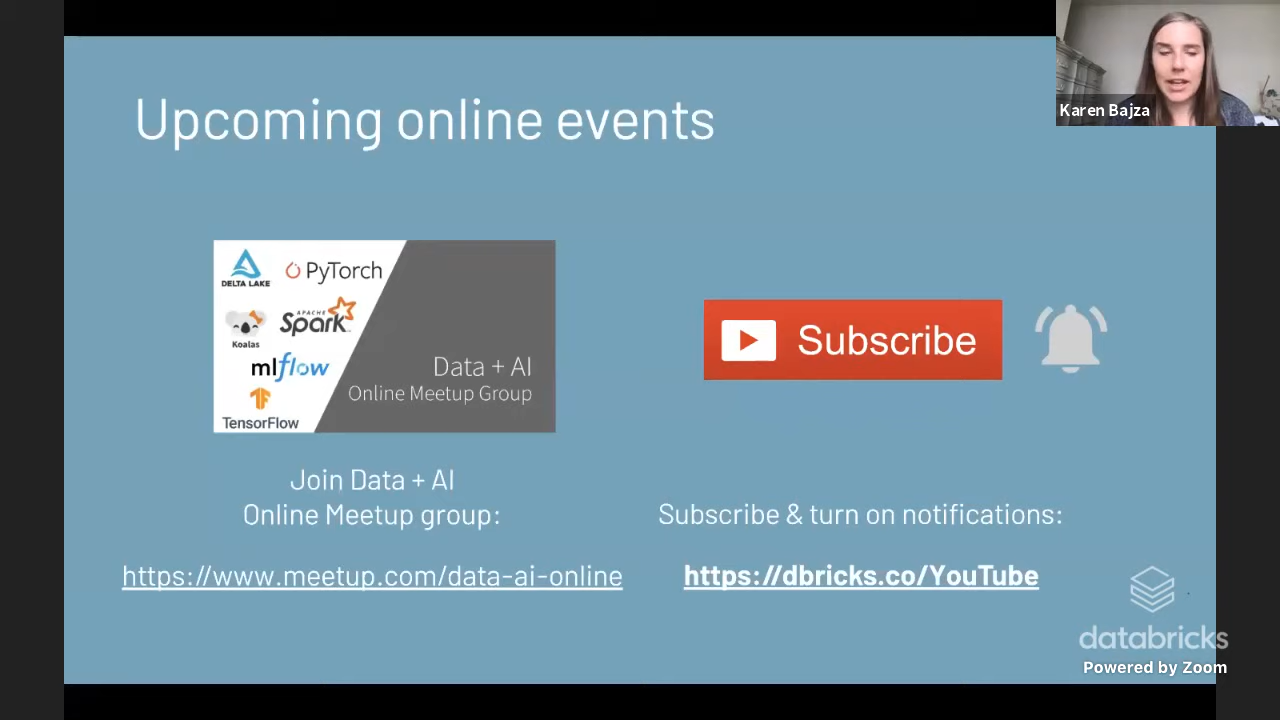 Karen Bajza
Upcoming online events
DELTA LAKE
PyTorch
APACHE
Spark
Koalas
mlflow
TensorFlow
Data + AI
Online Meetup Group
Subscribe
Join Data + AI
Online Meetup group:
https://www.meetup.com/data-ai-online
Subscribe & turn on notifications:
https://dbricks.co/YouTube
databricks
Powered by Zoom